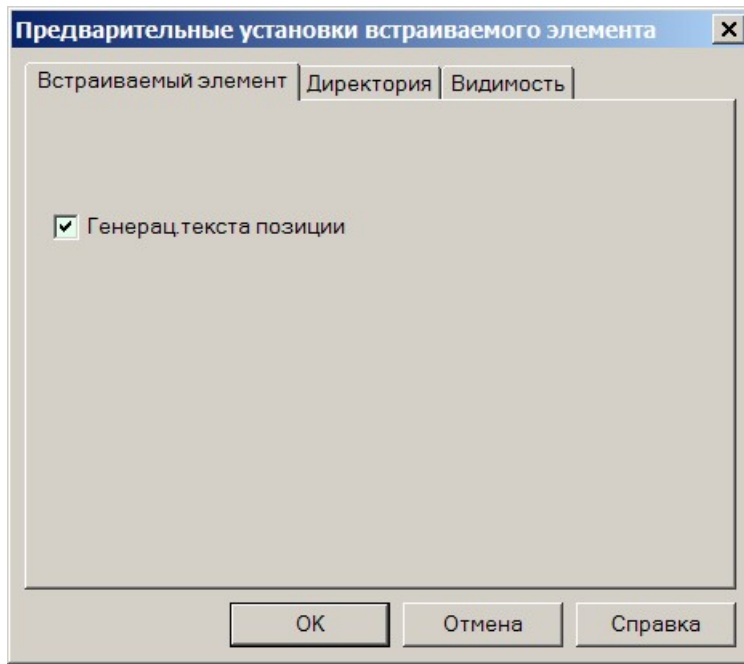 Предварительные установки встраиваемого элемента
Встраиваемый элемент Директория Видимость
Генерац.текста позиции
OK Отмена Справка